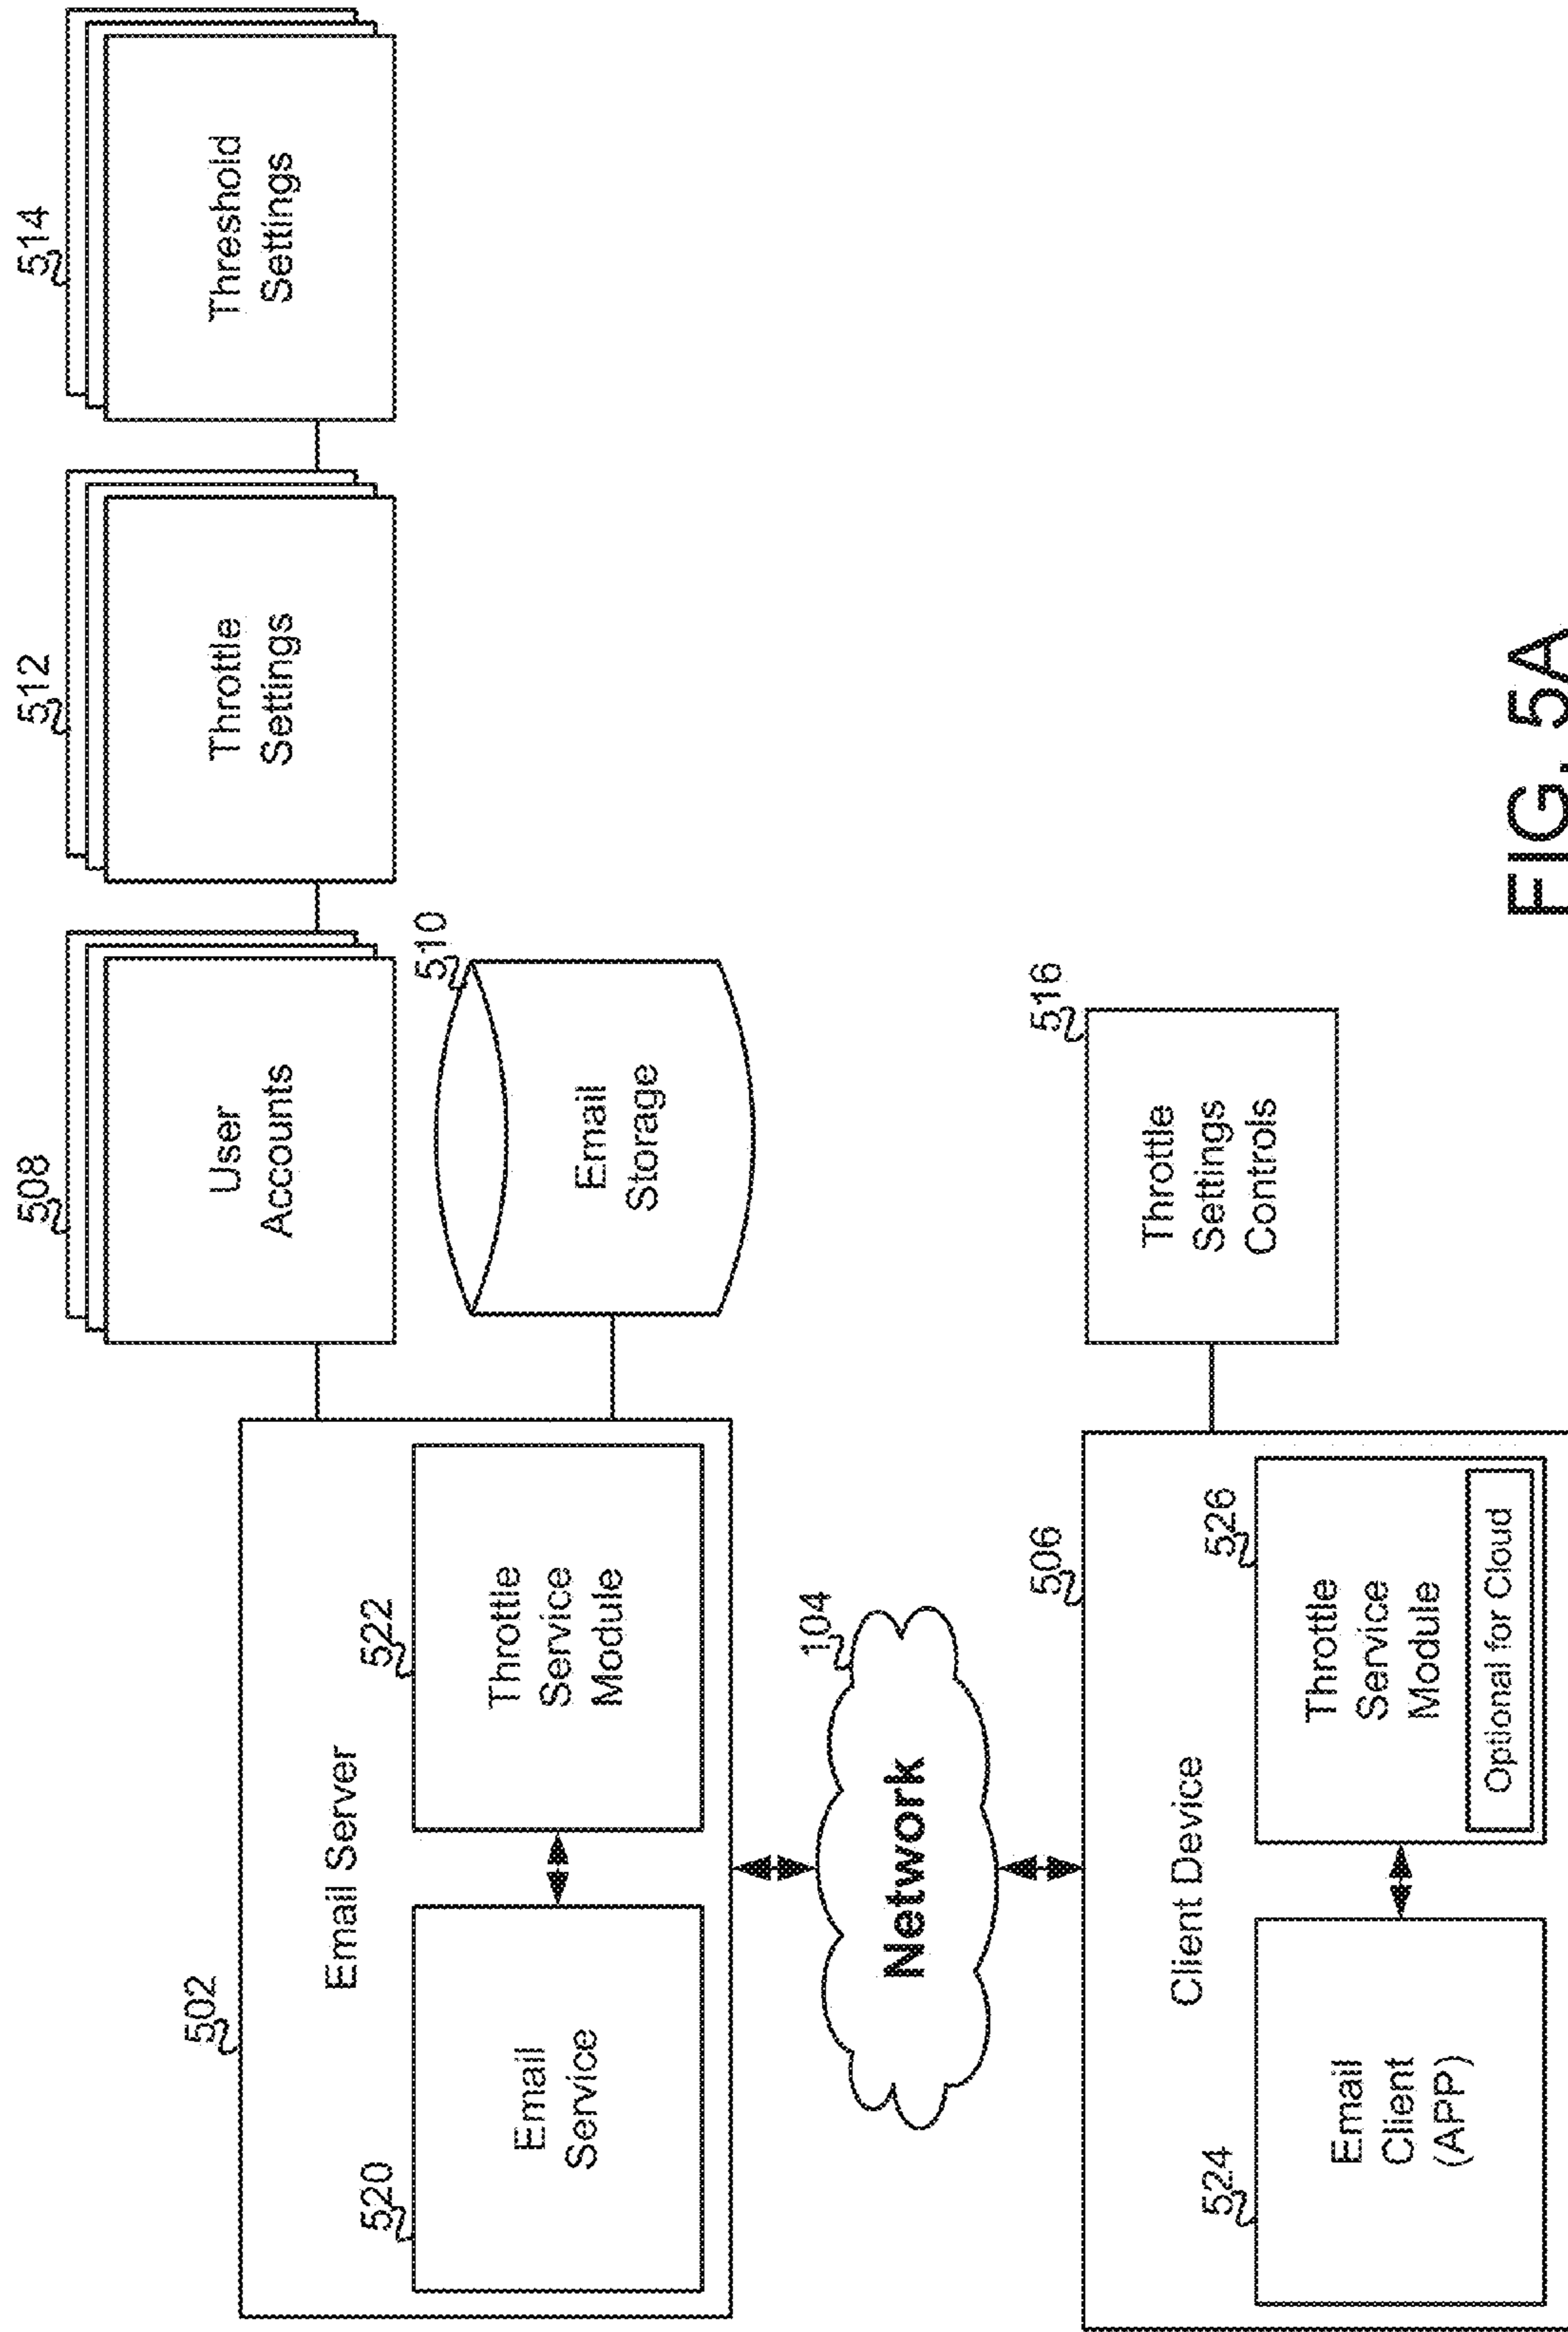 502
Email Server
520
Email
Service
522
Throttle
Service
Module
508
User
Accounts
512
Throttle
Settings
514
Threshold
Settings
510
Email
Storage
104
Network
506
Client Device
524
Email
Client
(APP)
526
Throttle
Service
Module
Optional for Cloud
516
Throttle
Settings
Controls
FIG. 5A